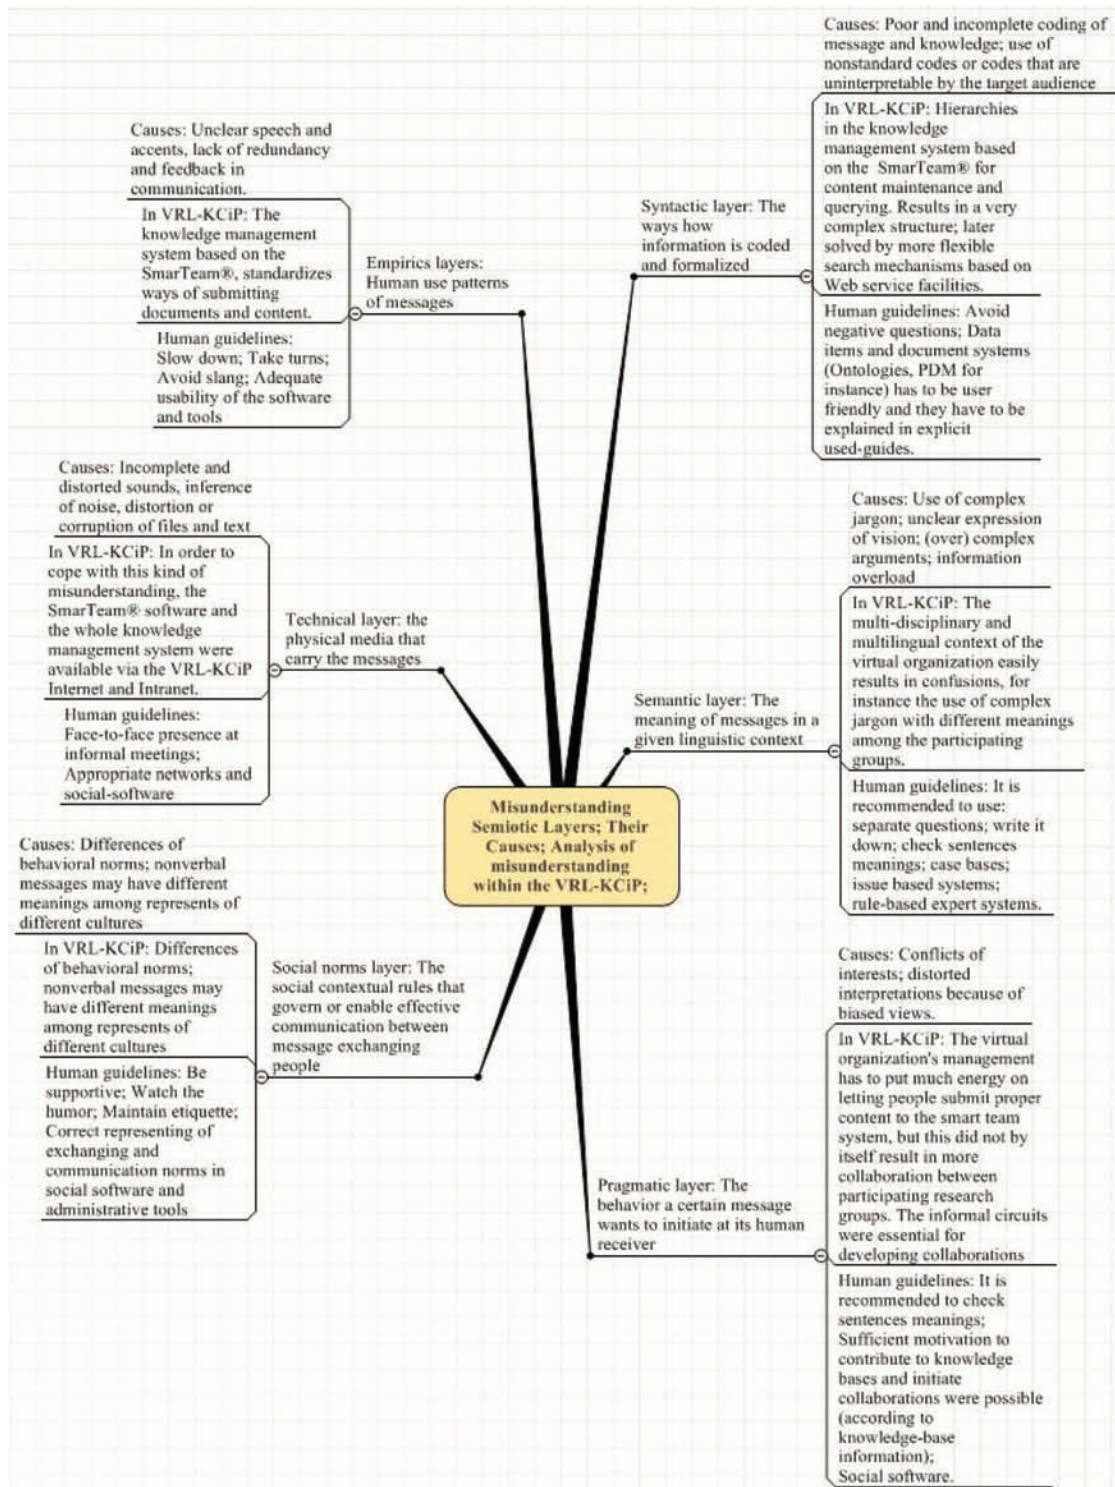 Misunderstanding
Semiotic Layers; Their
Causes; Analysis of
misunderstanding
within the VRL-KCiP;
Syntactic layer: The
ways how
information is coded
and formalized
Causes: Poor and incomplete coding of
message and knowledge; use of
nonstandard codes or codes that are
uninterpretable by the target audience
In VRL-KCiP: Hierarchies
in the knowledge
management system based
on the SmarTeam® for
content maintenance and
querying. Results in a very
complex structure; later
solved by more flexible
search mechanisms based on
Web service facilities.
Human guidelines: Avoid
negative questions; Data
items and document systems
(Ontologies, PDM for
instance) has to be user
friendly and they have to be
explained in explicit
used-guides.
Semantic layer: The
meaning of messages in a
given linguistic context
Causes: Use of complex
jargon; unclear expression
of vision; (over) complex
arguments; information
overload
In VRL-KCiP: The
multi-disciplinary and
multilingual context of the
virtual organization easily
results in confusions, for
instance the use of complex
jargon with different meanings
among the participating
groups.
Human guidelines: It is
recommended to use:
separate questions; write it
down; check sentences
meanings; case bases;
issue based systems;
rule-based expert systems.
Pragmatic layer: The
behavior a certain message
wants to initiate at its human
receiver
Causes: Conflicts of
interests; distorted
interpretations because of
biased views.
In VRL-KCiP: The virtual
organization's management
has to put much energy on
letting people submit proper
content to the smart team
system, but this did not by
itself result in more
collaboration between
participating research
groups. The informal circuits
were essential for
developing collaborations
Human guidelines: It is
recommended to check
sentences meanings;
Sufficient motivation to
contribute to knowledge
bases and initiate
collaborations were possible
(according to
knowledge-base
information);
Social software.
Empirics layers:
Human use patterns
of messages
Causes: Unclear speech and
accents, lack of redundancy
and feedback in
communication.
In VRL-KCiP: The
knowledge management
system based on the
SmarTeam®, standardizes
ways of submitting
documents and content.
Human guidelines:
Slow down; Take turns;
Avoid slang; Adequate
usability of the software
and tools
Technical layer: the
physical media that
carry the messages
Causes: Incomplete and
distorted sounds, inference
of noise, distortion or
corruption of files and text
In VRL-KCiP: In order to
cope with this kind of
misunderstanding, the
SmarTeam® software and
the whole knowledge
management system were
available via the VRL-KCiP
Internet and Intranet.
Human guidelines:
Face-to-face presence at
informal meetings;
Appropriate networks and
social-software
Social norms layer: The
social contextual rules that
govern or enable effective
communication between
message exchanging
people
Causes: Differences of
behavioral norms; nonverbal
messages may have different
meanings among represents of
different cultures
In VRL-KCiP: Differences
of behavioral norms;
nonverbal messages may
have different meanings
among represents of
different cultures
Human guidelines: Be
supportive; Watch the
humor; Maintain etiquette;
Correct representing of
exchanging and
communication norms in
social software and
administrative tools